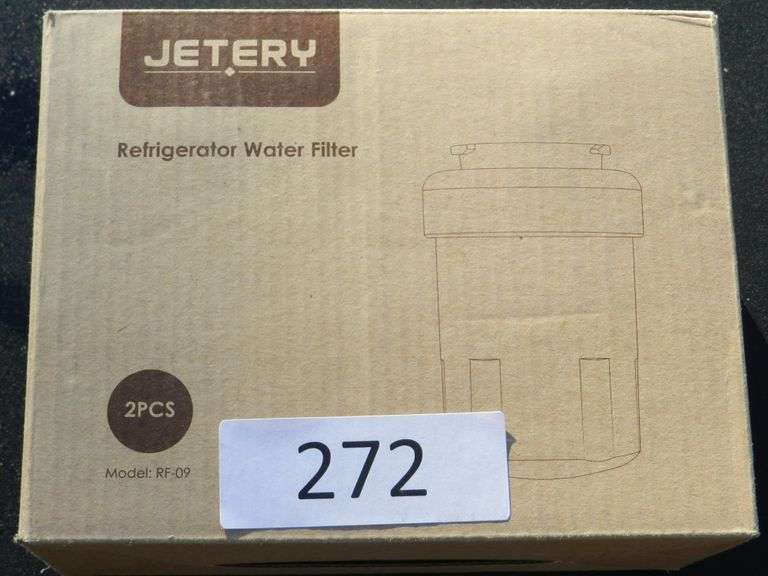 JETERY
Refrigerator Water Filter
2PCS
Model: RF-09
272